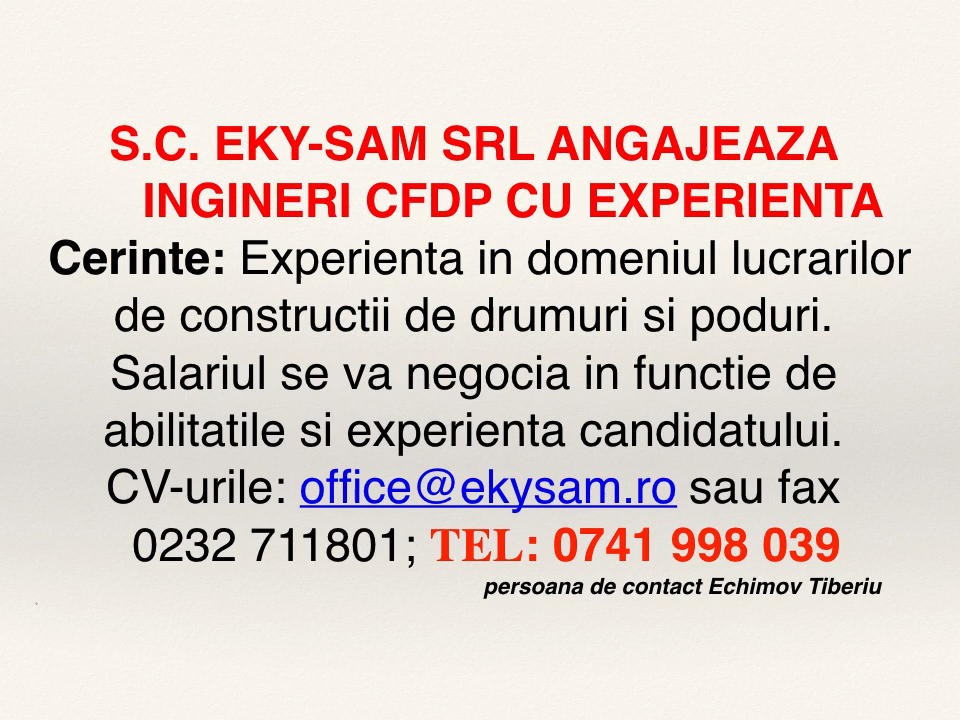 S.C. EKY-SAM SRL ANGAJEAZA
INGINERI CFDP CU EXPERIENTA
Cerinte: Experienta in domeniul lucrarilor
de constructii de drumuri si poduri.
Salariul se va negocia in functie de
abilitatile si experienta candidatului.
CV-urile: office@ekysam.ro sau fax
0232 711801; TEL: 0741 998 039
persoana de contact Echimov Tiberiu